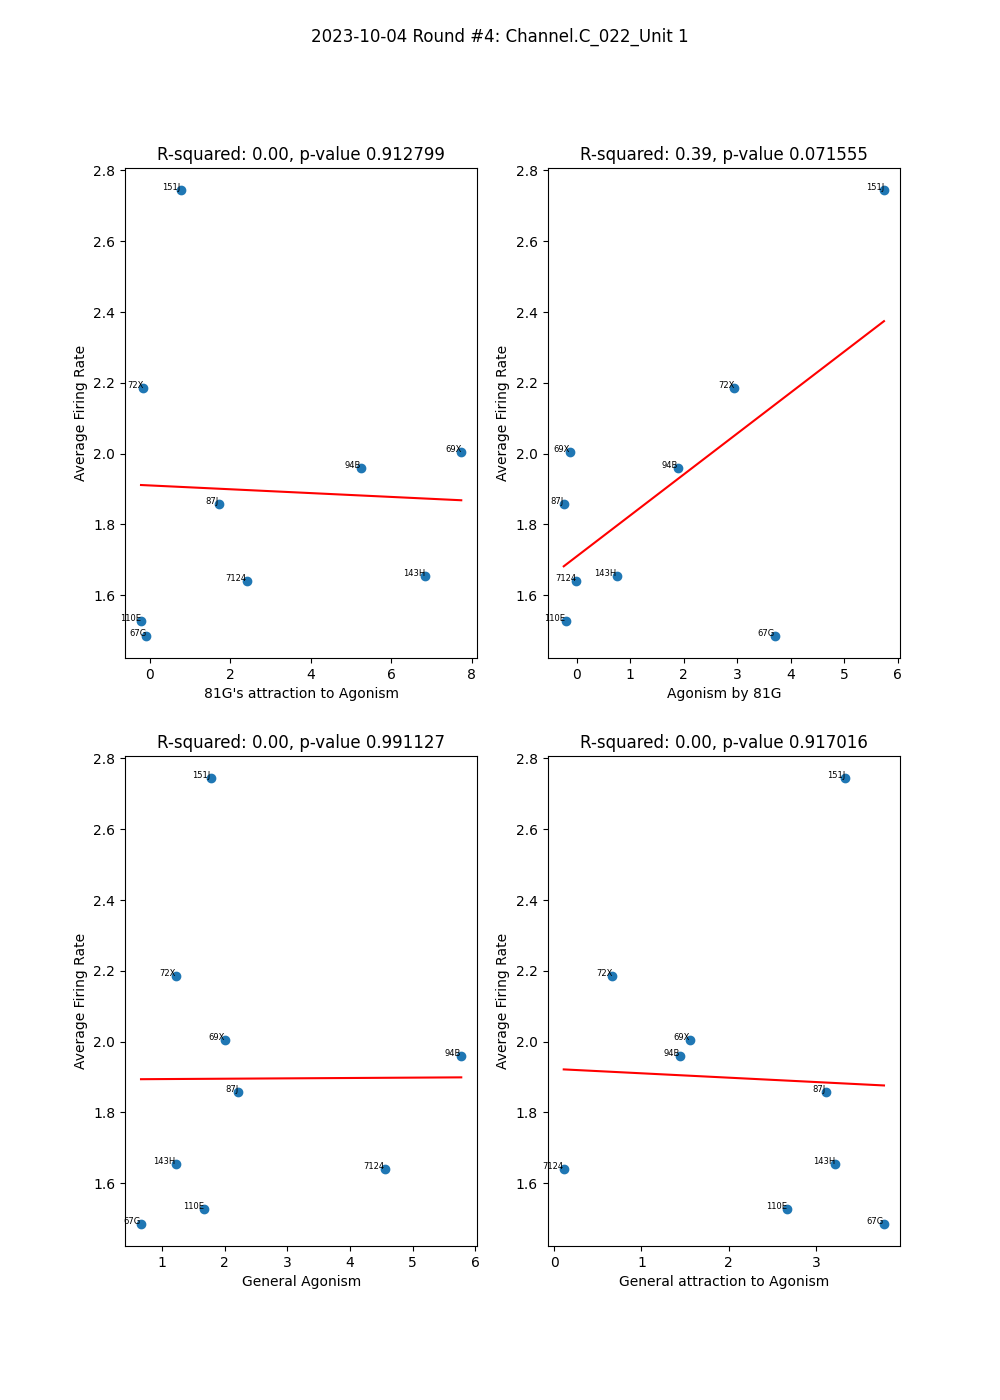 2023-10-04 Round #4: Channel.C_022_Unit 1
R-squared: 0.00, p-value 0.912799
2.8
2.6
2.4
2.2
2.0
1.8
1.6
Average Firing Rate
151J
72X
69X
94B
87J
143H
7124
110E
67G
0 2 4 6 8
81G's attraction to Agonism
R-squared: 0.39, p-value 0.071555
2.8
2.6
2.4
2.2
2.0
1.8
1.6
Average Firing Rate
151J
72X
69X
94B
87J
143H
7124
110E
67G
0 1 2 3 4 5 6
Agonism by 81G
R-squared: 0.00, p-value 0.991127
2.8
2.6
2.4
2.2
2.0
1.8
1.6
Average Firing Rate
151J
72X
69X
94B
87J
143H
7124
110E
67G
1 2 3 4 5 6
General Agonism
R-squared: 0.00, p-value 0.917016
2.8
2.6
2.4
2.2
2.0
1.8
1.6
Average Firing Rate
151J
72X
69X
94B
87J
143H
7124
110E
67G
0 1 2 3
General attraction to Agonism